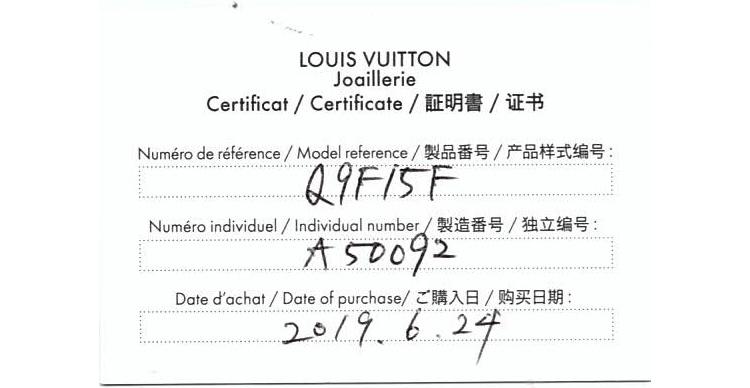 LOUIS VUITTON
Joaillerie
Certificat / Certificate / 証明書 / 证书
Numéro de référence / Model reference / 製品番号 / 产品样式编号 :
Q9F15F
Numéro individuel / Individual number / 製造番号 / 独立编号 :
A50092
Date d'achat / Date of purchase/ ご購入日 / 购买日期 :
2019. 6. 24